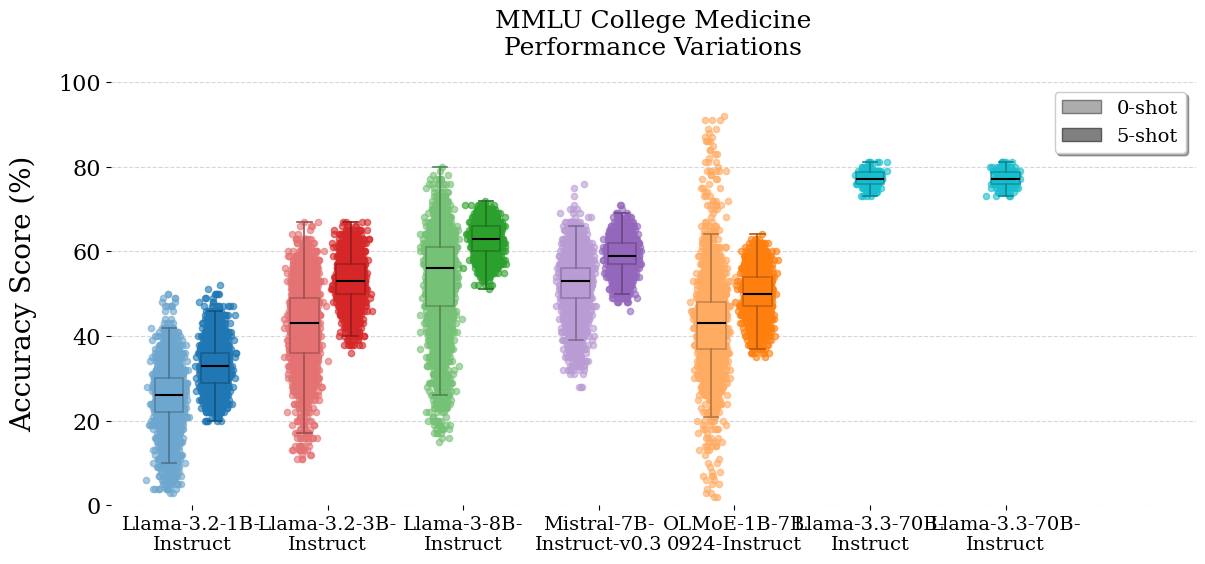 MMLU College Medicine
Performance Variations
Accuracy Score (%)
100
80
60
40
20
0
0-shot
5-shot
Llama-3.2-1B-
Instruct
Llama-3.2-3B-
Instruct
Llama-3-8B-
Instruct
Mistral-7B-
Instruct-v0.3
OLMoE-1B-7B-
0924-Instruct
Llama-3.3-70B-
Instruct
Llama-3.3-70B-
Instruct